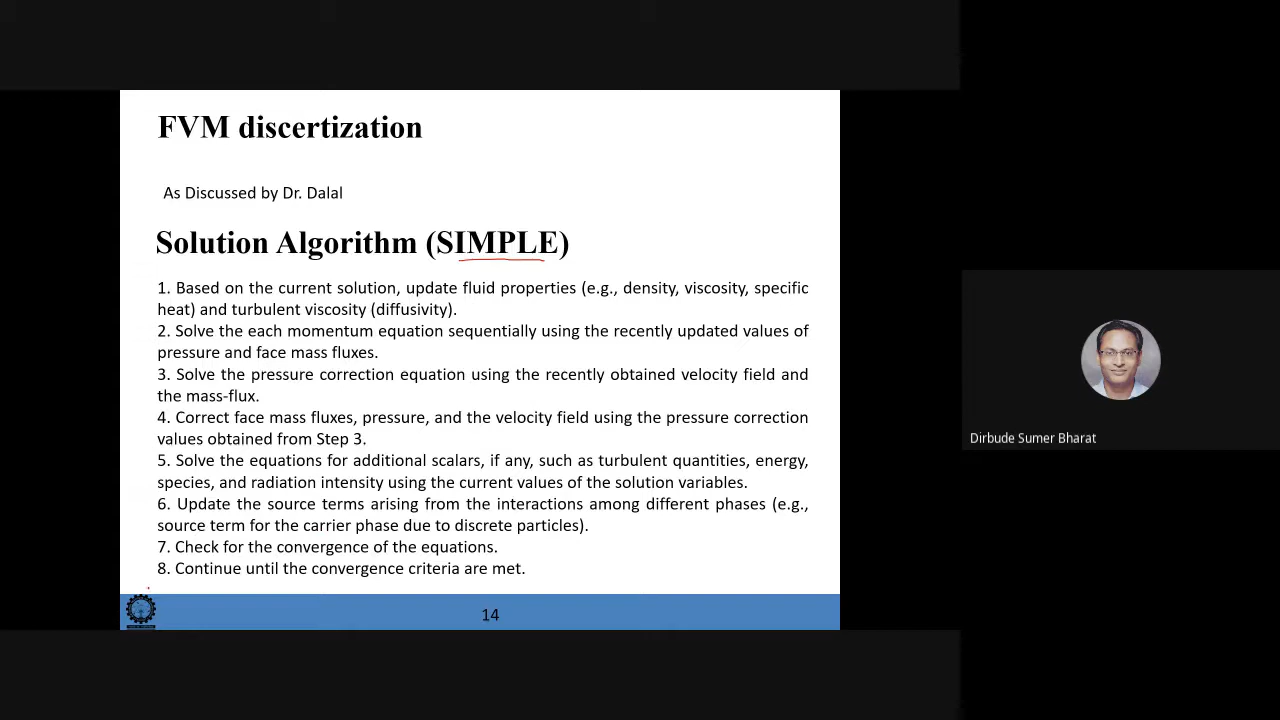 FVM discertization
As Discussed by Dr. Dalal
Solution Algorithm (SIMPLE)
1. Based on the current solution, update fluid properties (e.g., density, viscosity, specific
heat) and turbulent viscosity (diffusivity).
2. Solve the each momentum equation sequentially using the recently updated values of
pressure and face mass fluxes.
3. Solve the pressure correction equation using the recently obtained velocity field and
the mass-flux.
4. Correct face mass fluxes, pressure, and the velocity field using the pressure correction
values obtained from Step 3.
5. Solve the equations for additional scalars, if any, such as turbulent quantities, energy,
species, and radiation intensity using the current values of the solution variables.
6. Update the source terms arising from the interactions among different phases (e.g.,
source term for the carrier phase due to discrete particles).
7. Check for the convergence of the equations.
8. Continue until the convergence criteria are met.
14
Dirbude Sumer Bharat